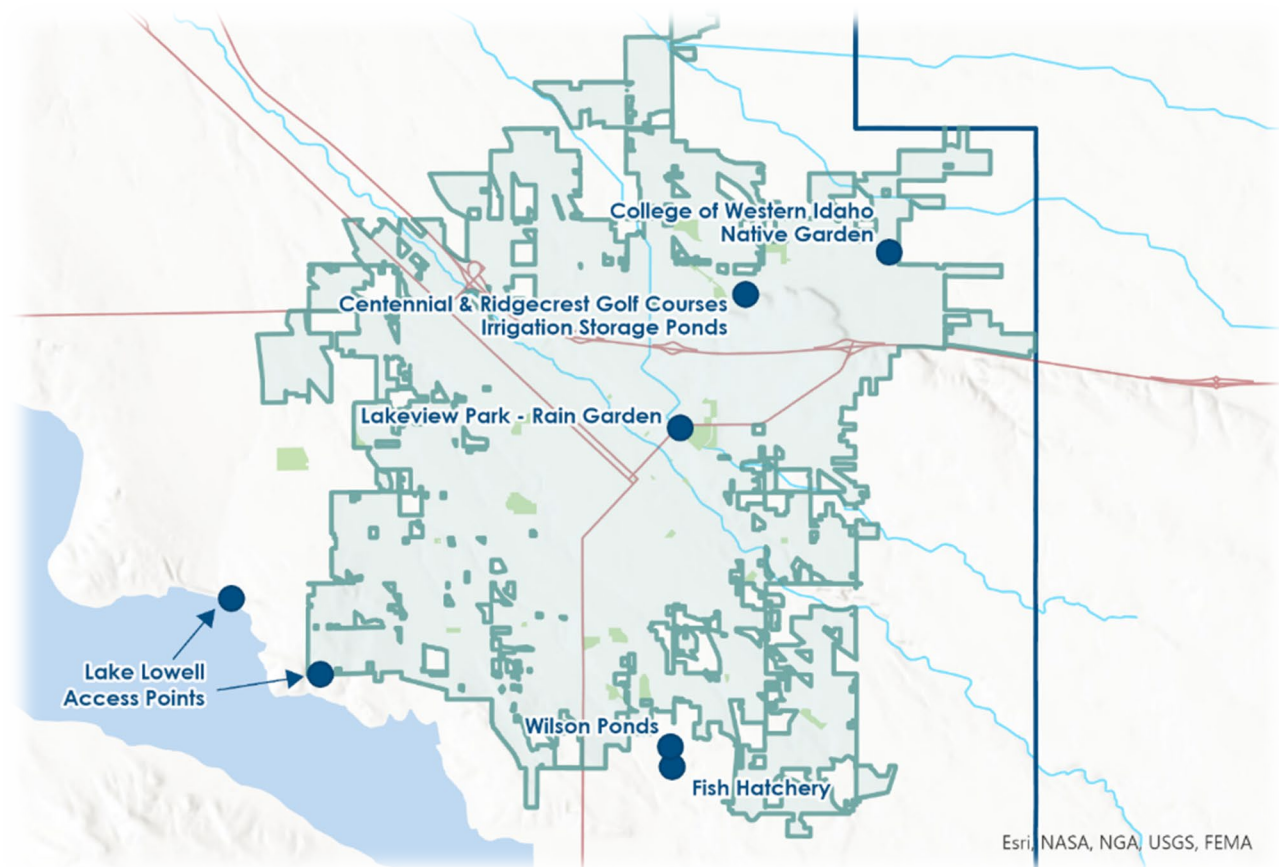 College of Western Idaho
Native Garden
Centennial & Ridgecrest Golf Courses
Irrigation Storage Ponds
Lakeview Park - Rain Garden
Lake Lowell
Access Points
Wilson Ponds
Fish Hatchery
Esri, NASA, NGA, USGS, FEMA